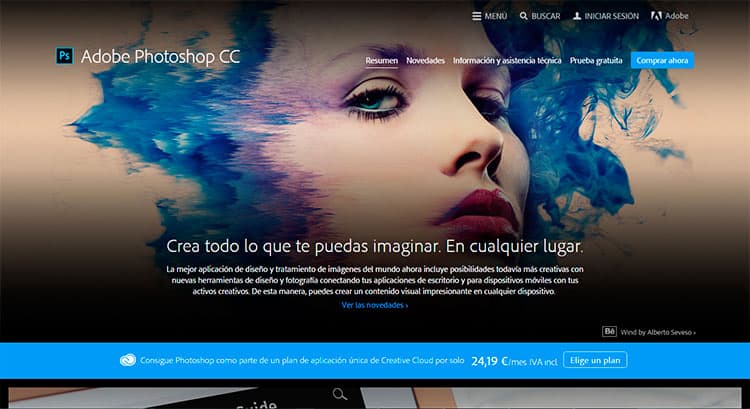 MENÚ BUSCAR INICIAR SESIÓN Adobe
Ps Adobe Photoshop CC
Resumen Novedades Información y asistencia técnica Prueba gratuita Comprar ahora
Crea todo lo que te puedas imaginar. En cualquier lugar.
La mejor aplicación de diseño y tratamiento de imágenes del mundo ahora incluye posibilidades todavía más creativas con
nuevas herramientas de diseño y fotografía conectando tus aplicaciones de escritorio y para dispositivos móviles con tus
activos creativos. De esta manera, puedes crear un contenido visual impresionante en cualquier dispositivo.
Ver las novedades ›
Bē Wind by Alberto Seveso ›
Consigue Photoshop como parte de un plan de aplicación única de Creative Cloud por solo 24,19 €/mes IVA incl. Elige un plan
Guide